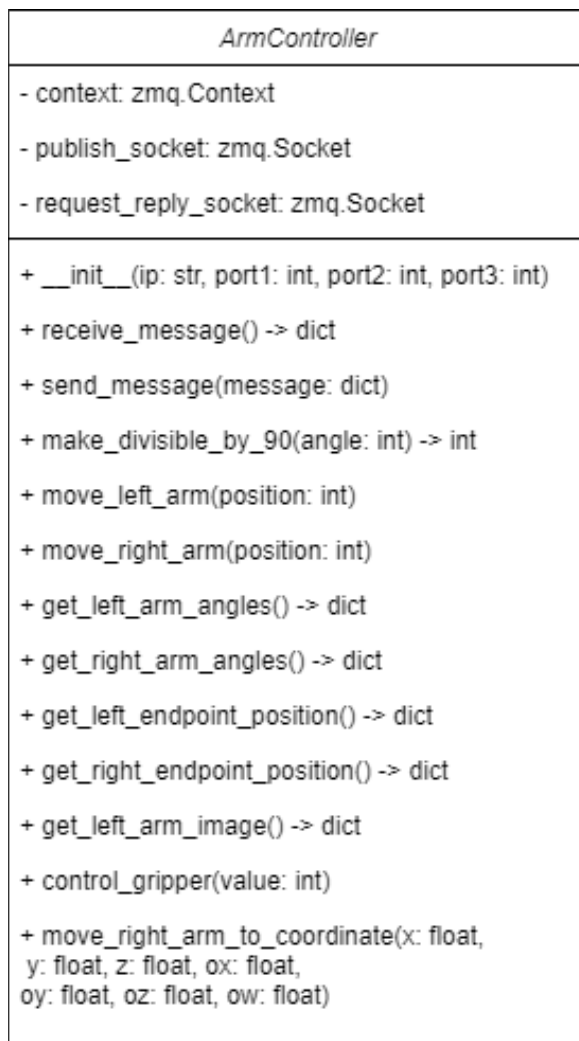 ArmController
- context: zmq.Context
- publish_socket: zmq.Socket
- request_reply_socket: zmq.Socket
+ __init__(ip: str, port1: int, port2: int, port3: int)
+ receive_message() -> dict
+ send_message(message: dict)
+ make_divisible_by_90(angle: int) -> int
+ move_left_arm(position: int)
+ move_right_arm(position: int)
+ get_left_arm_angles() -> dict
+ get_right_arm_angles() -> dict
+ get_left_endpoint_position() -> dict
+ get_right_endpoint_position() -> dict
+ get_left_arm_image() -> dict
+ control_gripper(value: int)
+ move_right_arm_to_coordinate(x: float,
y: float, z: float, ox: float,
oy: float, oz: float, ow: float)